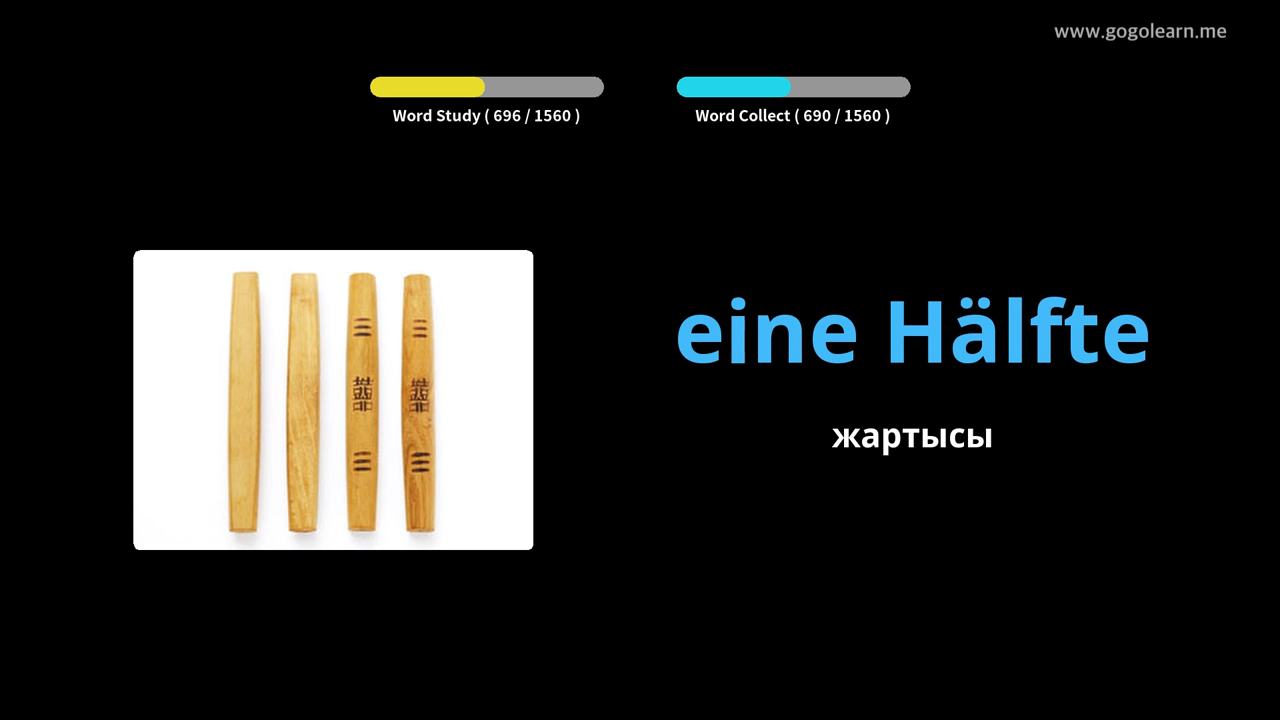 www.gogolearn.me
Word Study ( 696 / 1560 )
Word Collect ( 690 / 1560 )
eine Hälfte
жартысы